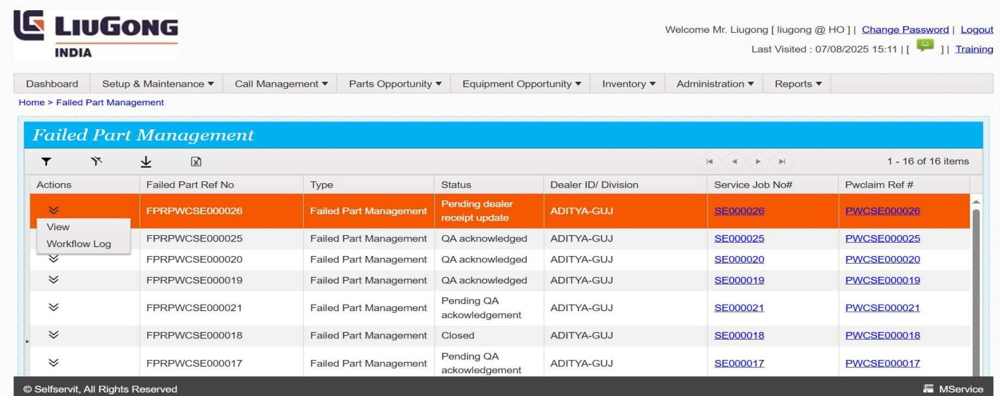 LIUGONG
INDIA
Welcome Mr. Liugong [ liugong @ HO ] | Change Password | Logout
Last Visited : 07/08/2025 15:11 | [ ] | Training
Dashboard Setup & Maintenance ▼ Call Management ▼ Parts Opportunity ▼ Equipment Opportunity ▼ Inventory ▼ Administration ▼ Reports ▼
Home > Failed Part Management
Failed Part Management
1 - 16 of 16 items
Actions Failed Part Ref No Type Status Dealer ID/ Division Service Job No# Pwclaim Ref #
FPRPWCSE000026 Failed Part Management Pending dealer receipt update ADITYA-GUJ SE000026 PWCSE000026
View
Workflow Log
FPRPWCSE000025 Failed Part Management QA acknowledged ADITYA-GUJ SE000025 PWCSE000025
FPRPWCSE000020 Failed Part Management QA acknowledged ADITYA-GUJ SE000020 PWCSE000020
FPRPWCSE000019 Failed Part Management QA acknowledged ADITYA-GUJ SE000019 PWCSE000019
FPRPWCSE000021 Failed Part Management Pending QA ackowledgement ADITYA-GUJ SE000021 PWCSE000021
FPRPWCSE000018 Failed Part Management Closed ADITYA-GUJ SE000018 PWCSE000018
FPRPWCSE000017 Failed Part Management Pending QA ackowledgement ADITYA-GUJ SE000017 PWCSE000017
© Selfservit, All Rights Reserved MService